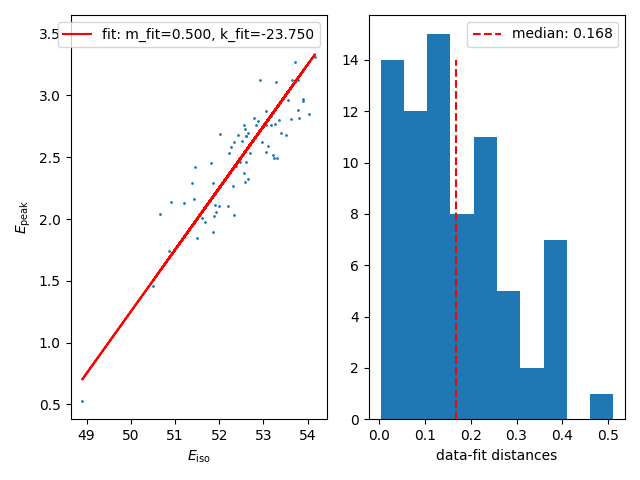 fit: m_fit=0.500, k_fit=-23.750
median: 0.168
3.5
3.0
2.5
2.0
1.5
1.0
0.5
E_peak
49 50 51 52 53 54
E_iso
14
12
10
8
6
4
2
0
0.0 0.1 0.2 0.3 0.4 0.5
data-fit distances